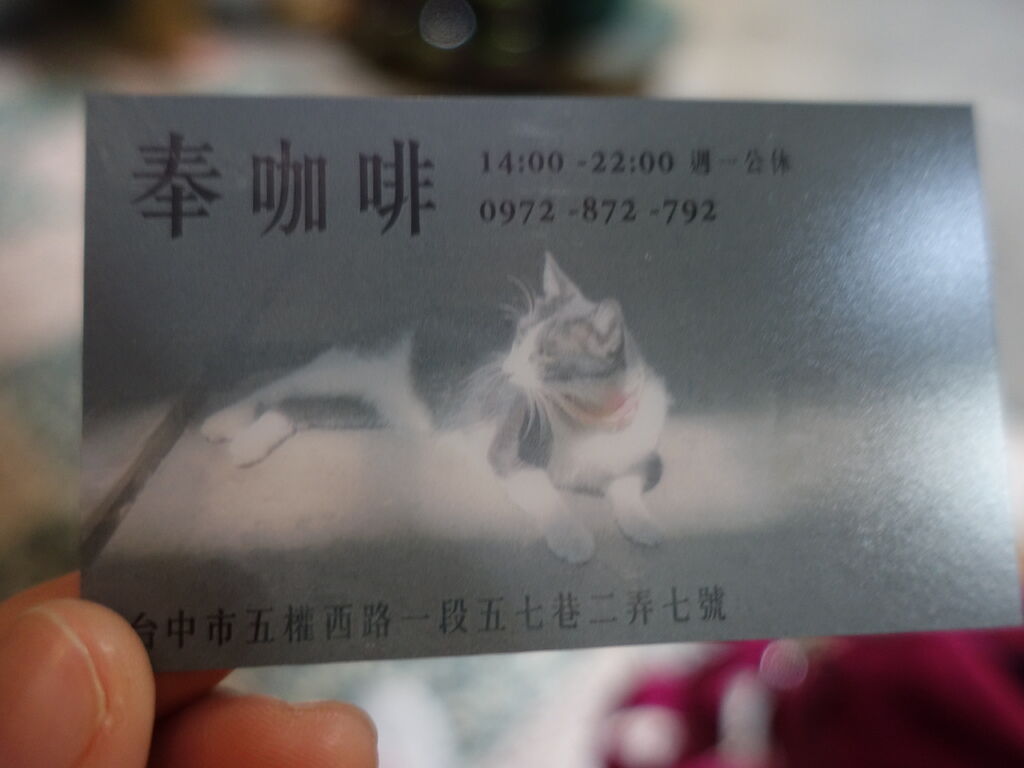 奉咖啡
14:00 -22:00 週一公休
0972 -872 -792
台中市五權西路一段五七巷二弄七號